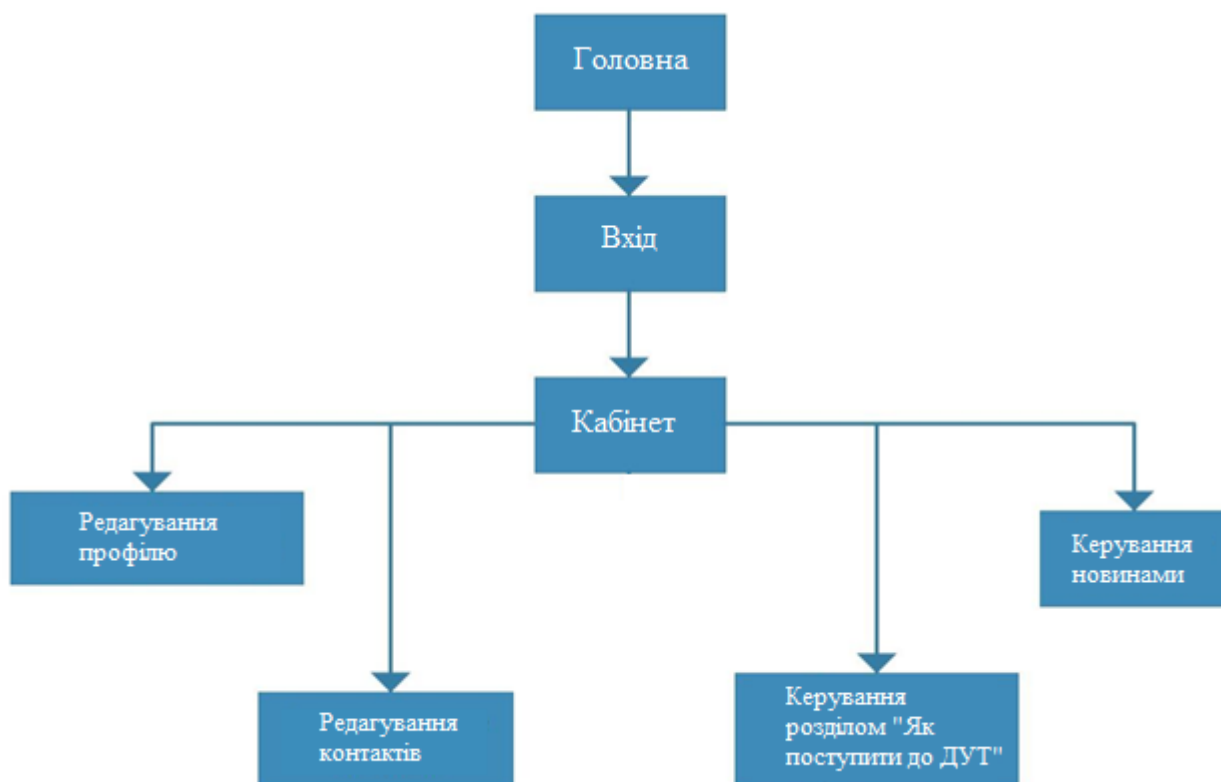 Головна
Вхід
Кабінет
Редагування
профілю
Керування
новинами
Редагування
контактів
Керування
розділом "Як
поступити до ДУТ"